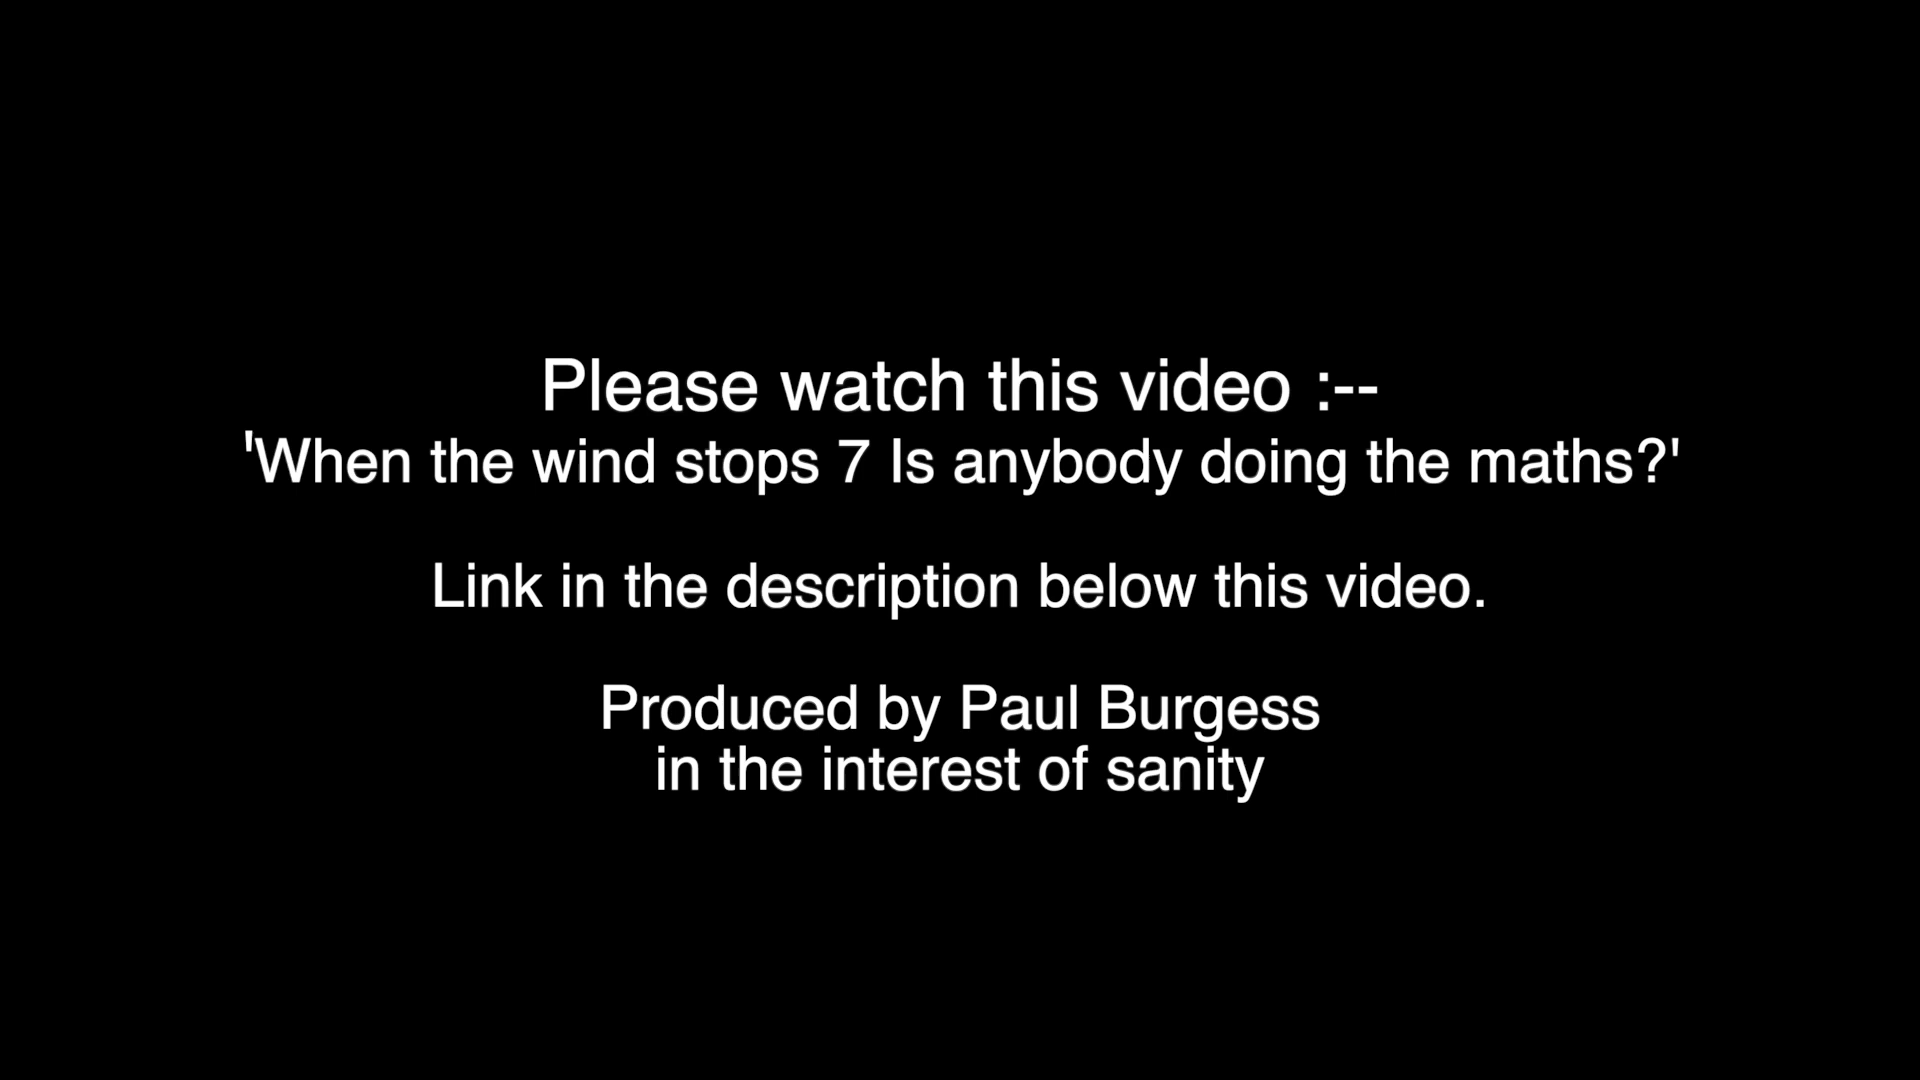 Please watch this video :--
'When the wind stops 7 Is anybody doing the maths?'
Link in the description below this video.
Produced by Paul Burgess
in the interest of sanity